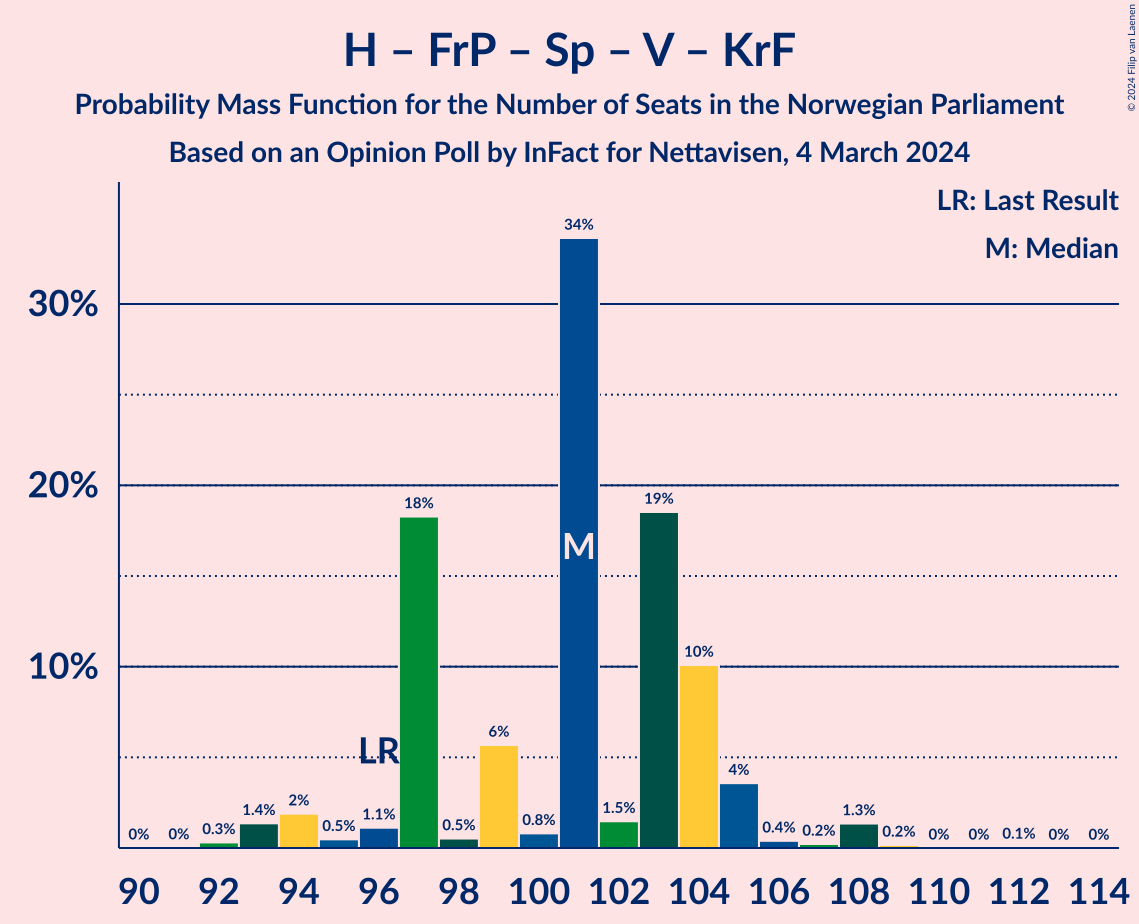 H – FrP – Sp – V – KrF
Probability Mass Function for the Number of Seats in the Norwegian Parliament
Based on an Opinion Poll by InFact for Nettavisen, 4 March 2024
© 2024 Filip van Laenen
LR: Last Result
M: Median
34%
30%
20%
19%
18%
M
10%
10%
6%
LR
4%
2%
1.4%
1.3%
1.5%
1.1%
0.8%
0% 0% 0.3% 0.5% 0.5% 0.4% 0.2% 0.2% 0% 0% 0.1% 0% 0%
90 92 94 96 98 100 102 104 106 108 110 112 114